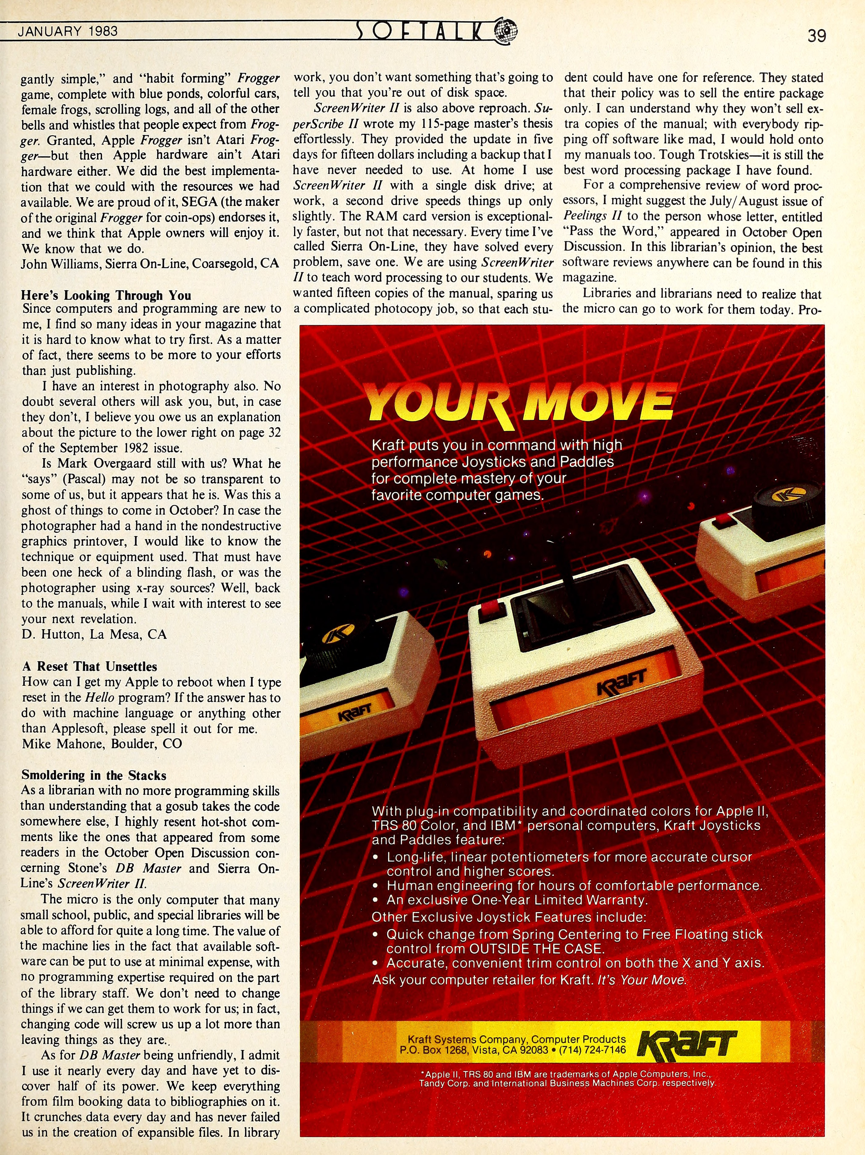 JANUARY 1983
SOFTALK
39
gantly simple,” and “habit forming” Frogger
game, complete with blue ponds, colorful cars,
female frogs, scrolling logs, and all of the other
bells and whistles that people expect from Frog-
ger. Granted, Apple Frogger isn't Atari Frog-
ger—but then Apple hardware ain't Atari
hardware either. We did the best implementa-
tion that we could with the resources we had
available. We are proud of it, SEGA (the maker
of the original Frogger for coin-ops) endorses it,
and we think that Apple owners will enjoy it.
We know that we do.
John Williams, Sierra On-Line, Coarsegold, CA
Here's Looking Through You
Since computers and programming are new to
me, I find so many ideas in your magazine that
it is hard to know what to try first. As a matter
of fact, there seems to be more to your efforts
than just publishing.
I have an interest in photography also. No
doubt several others will ask you, but, in case
they don't, I believe you owe us an explanation
about the picture to the lower right on page 32
of the September 1982 issue.
Is Mark Overgaard still with us? What he
“says” (Pascal) may not be so transparent to
some of us, but it appears that he is. Was this a
ghost of things to come in October? In case the
photographer had a hand in the nondestructive
graphics printover, I would like to know the
technique or equipment used. That must have
been one heck of a blinding flash, or was the
photographer using x-ray sources? Well, back
to the manuals, while I wait with interest to see
your next revelation.
D. Hutton, La Mesa, CA
A Reset That Unsettles
How can I get my Apple to reboot when I type
reset in the Hello program? If the answer has to
do with machine language or anything other
than Applesoft, please spell it out for me.
Mike Mahone, Boulder, CO
Smoldering in the Stacks
As a librarian with no more programming skills
than understanding that a gosub takes the code
somewhere else, I highly resent hot-shot com-
ments like the ones that appeared from some
readers in the October Open Discussion con-
cerning Stone's DB Master and Sierra On-
Line's ScreenWriter II.
The micro is the only computer that many
small school, public, and special libraries will be
able to afford for quite a long time. The value of
the machine lies in the fact that available soft-
ware can be put to use at minimal expense, with
no programming expertise required on the part
of the library staff. We don't need to change
things if we can get them to work for us; in fact,
changing code will screw us up a lot more than
leaving things as they are.
As for DB Master being unfriendly, I admit
I use it nearly every day and have yet to dis-
cover half of its power. We keep everything
from film booking data to bibliographies on it.
It crunches data every day and has never failed
us in the creation of expansible files. In library
work, you don't want something that's going to
tell you that you're out of disk space.
ScreenWriter II is also above reproach. Su-
perScribe II wrote my 115-page master's thesis
effortlessly. They provided the update in five
days for fifteen dollars including a backup that I
have never needed to use. At home I use
ScreenWriter II with a single disk drive; at
work, a second drive speeds things up only
slightly. The RAM card version is exceptional-
ly faster, but not that necessary. Every time I've
called Sierra On-Line, they have solved every
problem, save one. We are using ScreenWriter
II to teach word processing to our students. We
wanted fifteen copies of the manual, sparing us
a complicated photocopy job, so that each stu-
dent could have one for reference. They stated
that their policy was to sell the entire package
only. I can understand why they won't sell ex-
tra copies of the manual; with everybody rip-
ping off software like mad, I would hold onto
my manuals too. Tough Trotskies—it is still the
best word processing package I have found.
For a comprehensive review of word proc-
essors, I might suggest the July/August issue of
Peelings II to the person whose letter, entitled
“Pass the Word,” appeared in October Open
Discussion. In this librarian's opinion, the best
software reviews anywhere can be found in this
magazine.
Libraries and librarians need to realize that
the micro can go to work for them today. Pro-
YOUR MOVE
Kraft puts you in command with high
performance Joysticks and Paddles
for complete mastery of your
favorite computer games.
K
K
KRAFT
KRAFT
With plug-in compatibility and coordinated colors for Apple II,
TRS 80 Color, and IBM* personal computers, Kraft Joysticks
and Paddles feature:
• Long-life, linear potentiometers for more accurate cursor
control and higher scores.
• Human engineering for hours of comfortable performance.
• An exclusive One-Year Limited Warranty.
Other Exclusive Joystick Features include:
• Quick change from Spring Centering to Free Floating stick
control from OUTSIDE THE CASE.
• Accurate, convenient trim control on both the X and Y axis.
Ask your computer retailer for Kraft. It's Your Move.
Kraft Systems Company, Computer Products
P.O. Box 1268, Vista, CA 92083 • (714) 724-7146
KRAFT
*Apple II, TRS 80 and IBM are trademarks of Apple Computers, Inc.,
Tandy Corp. and International Business Machines Corp. respectively.